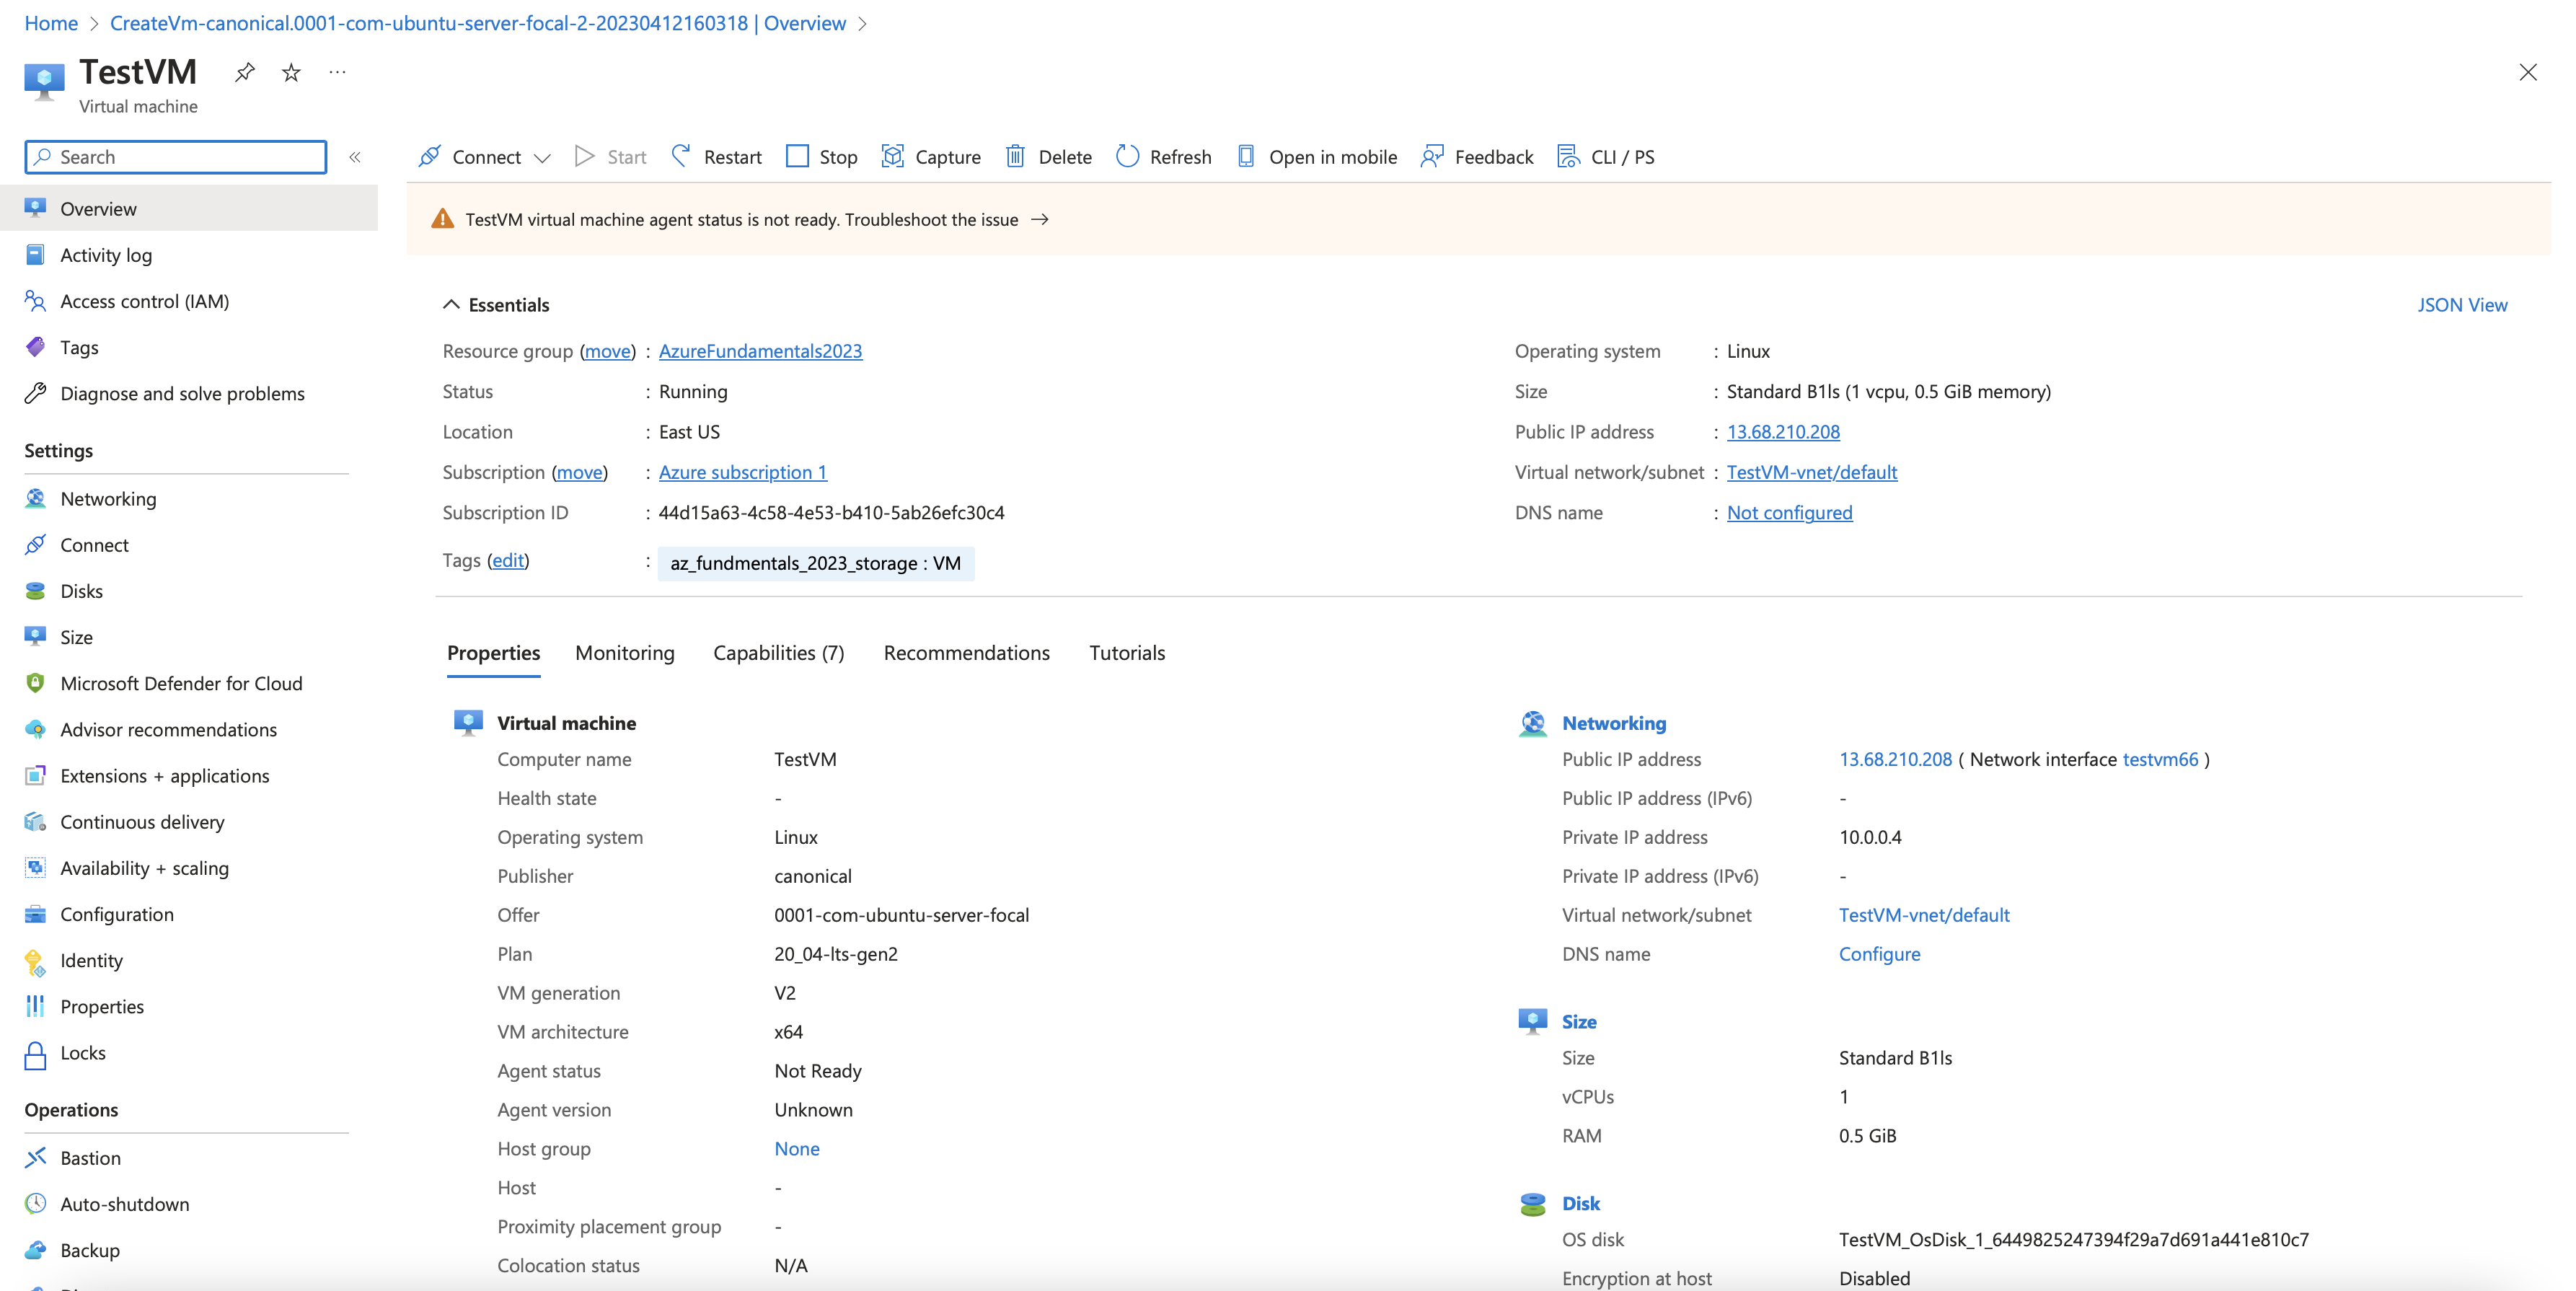 Home > CreateVm-canonical.0001-com-ubuntu-server-focal-2-20230412160318 | Overview >
TestVM
Virtual machine
Search
Connect Start Restart Stop Capture Delete Refresh Open in mobile Feedback CLI / PS
TestVM virtual machine agent status is not ready. Troubleshoot the issue →
Overview
Activity log
Access control (IAM)
Tags
Diagnose and solve problems
Settings
Networking
Connect
Disks
Size
Microsoft Defender for Cloud
Advisor recommendations
Extensions + applications
Continuous delivery
Availability + scaling
Configuration
Identity
Properties
Locks
Operations
Bastion
Auto-shutdown
Backup
Essentials
JSON View
Resource group (move) : AzureFundamentals2023
Status : Running
Location : East US
Subscription (move) : Azure subscription 1
Subscription ID : 44d15a63-4c58-4e53-b410-5ab26efc30c4
Tags (edit) : az_fundmentals_2023_storage : VM
Operating system : Linux
Size : Standard B1ls (1 vcpu, 0.5 GiB memory)
Public IP address : 13.68.210.208
Virtual network/subnet : TestVM-vnet/default
DNS name : Not configured
Properties Monitoring Capabilities (7) Recommendations Tutorials
Virtual machine
Computer name TestVM
Health state -
Operating system Linux
Publisher canonical
Offer 0001-com-ubuntu-server-focal
Plan 20_04-lts-gen2
VM generation V2
VM architecture x64
Agent status Not Ready
Agent version Unknown
Host group None
Host -
Proximity placement group -
Colocation status N/A
Networking
Public IP address 13.68.210.208 ( Network interface testvm66 )
Public IP address (IPv6) -
Private IP address 10.0.0.4
Private IP address (IPv6) -
Virtual network/subnet TestVM-vnet/default
DNS name Configure
Size
Size Standard B1ls
vCPUs 1
RAM 0.5 GiB
Disk
OS disk TestVM_OsDisk_1_6449825247394f29a7d691a441e810c7
Encryption at host Disabled